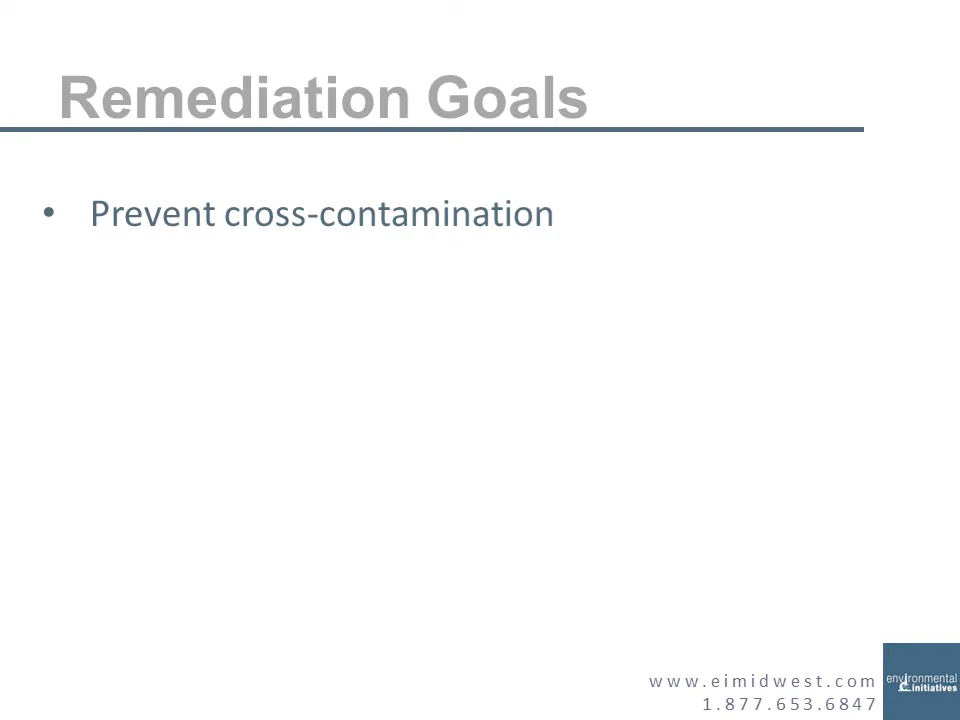 Remediation Goals
• Prevent cross-contamination
www.eimidwest.com
1.877.653.6847
environmental
initiatives